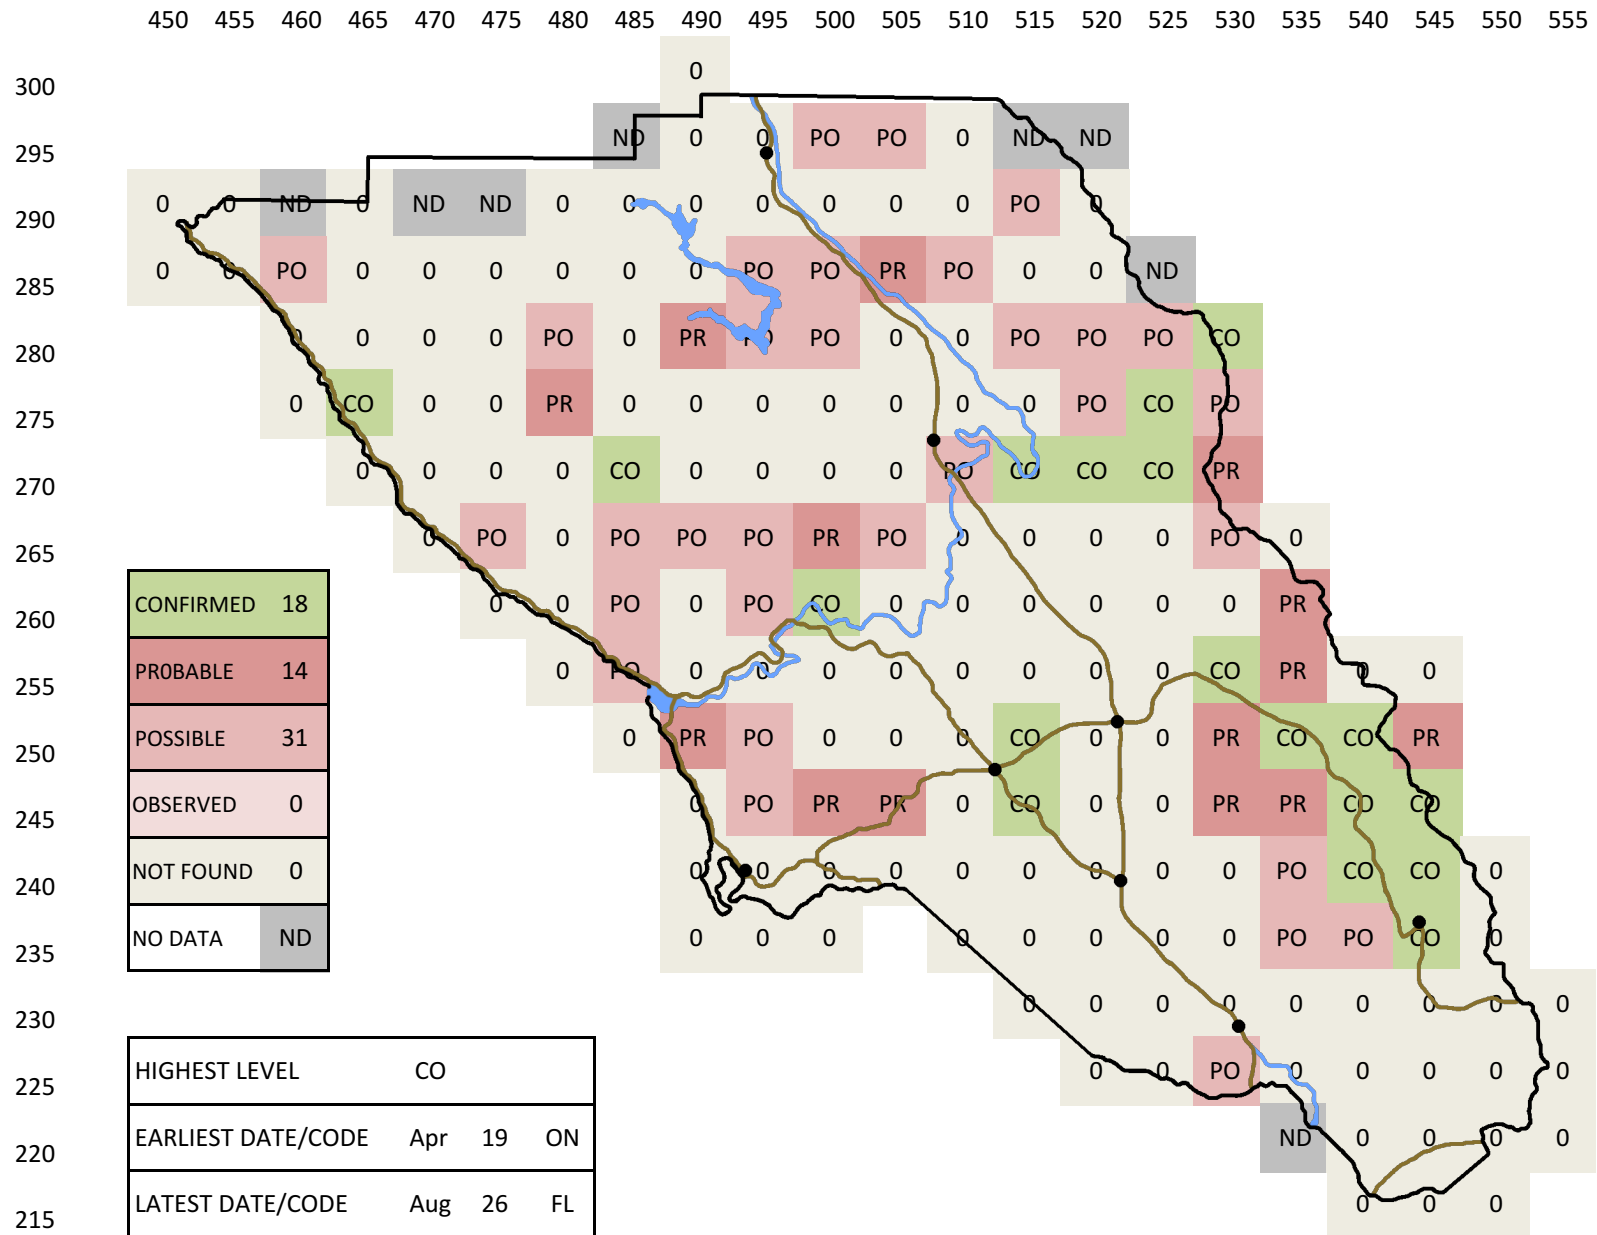 450 455 460 465 470 475 480 485 490 495 500 505 510 515 520 525 530 535 540 545 550 555
0
300
ND 0 0 PO PO 0 ND ND
295
0 0 ND 0 ND ND 0 0 0 0 0 0 0 PO 0
290
0 0 PO 0 0 0 0 0 0 PO PO PR PO 0 0 ND
285
0 0 0 0 PO 0 PR PO PO 0 0 PO PO PO CO
280
0 CO 0 0 PR 0 0 0 0 0 0 0 PO CO PO
275
0 0 0 0 CO 0 0 0 0 PO CO CO CO PR
270
0 PO 0 PO PO PO PR PO 0 0 0 0 PO 0
265
0 0 PO 0 PO CO 0 0 0 0 0 0 PR
CONFIRMED 18
260
0 PO 0 0 0 0 0 0 0 0 CO PR 0 0
PR0BABLE 14
255
0 PR PO 0 0 0 CO 0 0 PR CO CO PR
POSSIBLE 31
250
0 PO PR PR 0 CO 0 0 PR PR CO CO
OBSERVED 0
245
0 0 0 0 0 0 0 0 0 PO CO CO 0
NOT FOUND 0
240
0 0 0 0 0 0 0 0 PO PO CO 0
NO DATA ND
235
0 0 0 0 0 0 0 0 0
230
0 0 PO 0 0 0 0 0
HIGHEST LEVEL CO
225
ND 0 0 0 0
EARLIEST DATE/CODE Apr 19 ON
220
0 0 0
LATEST DATE/CODE Aug 26 FL
215